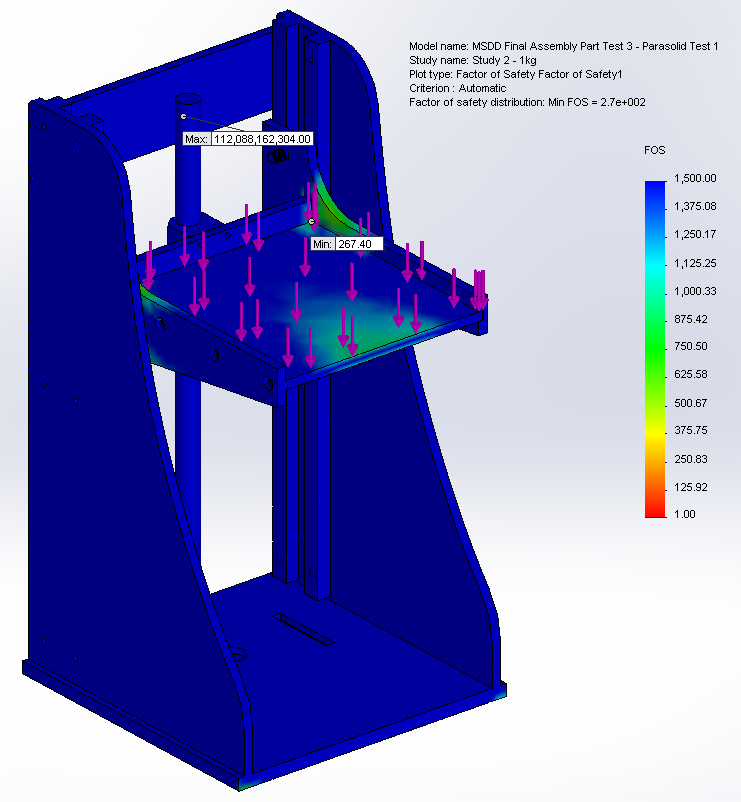 Model name: MSDD Final Assembly Part Test 3 - Parasolid Test 1
Study name: Study 2 - 1kg
Plot type: Factor of Safety Factor of Safety1
Criterion : Automatic
Factor of safety distribution: Min FOS = 2.7e+002
Max: 112,088,162,304.00
Min: 267.40
FOS
1,500.00
1,375.08
1,250.17
1,125.25
1,000.33
875.42
750.50
625.58
500.67
375.75
250.83
125.92
1.00